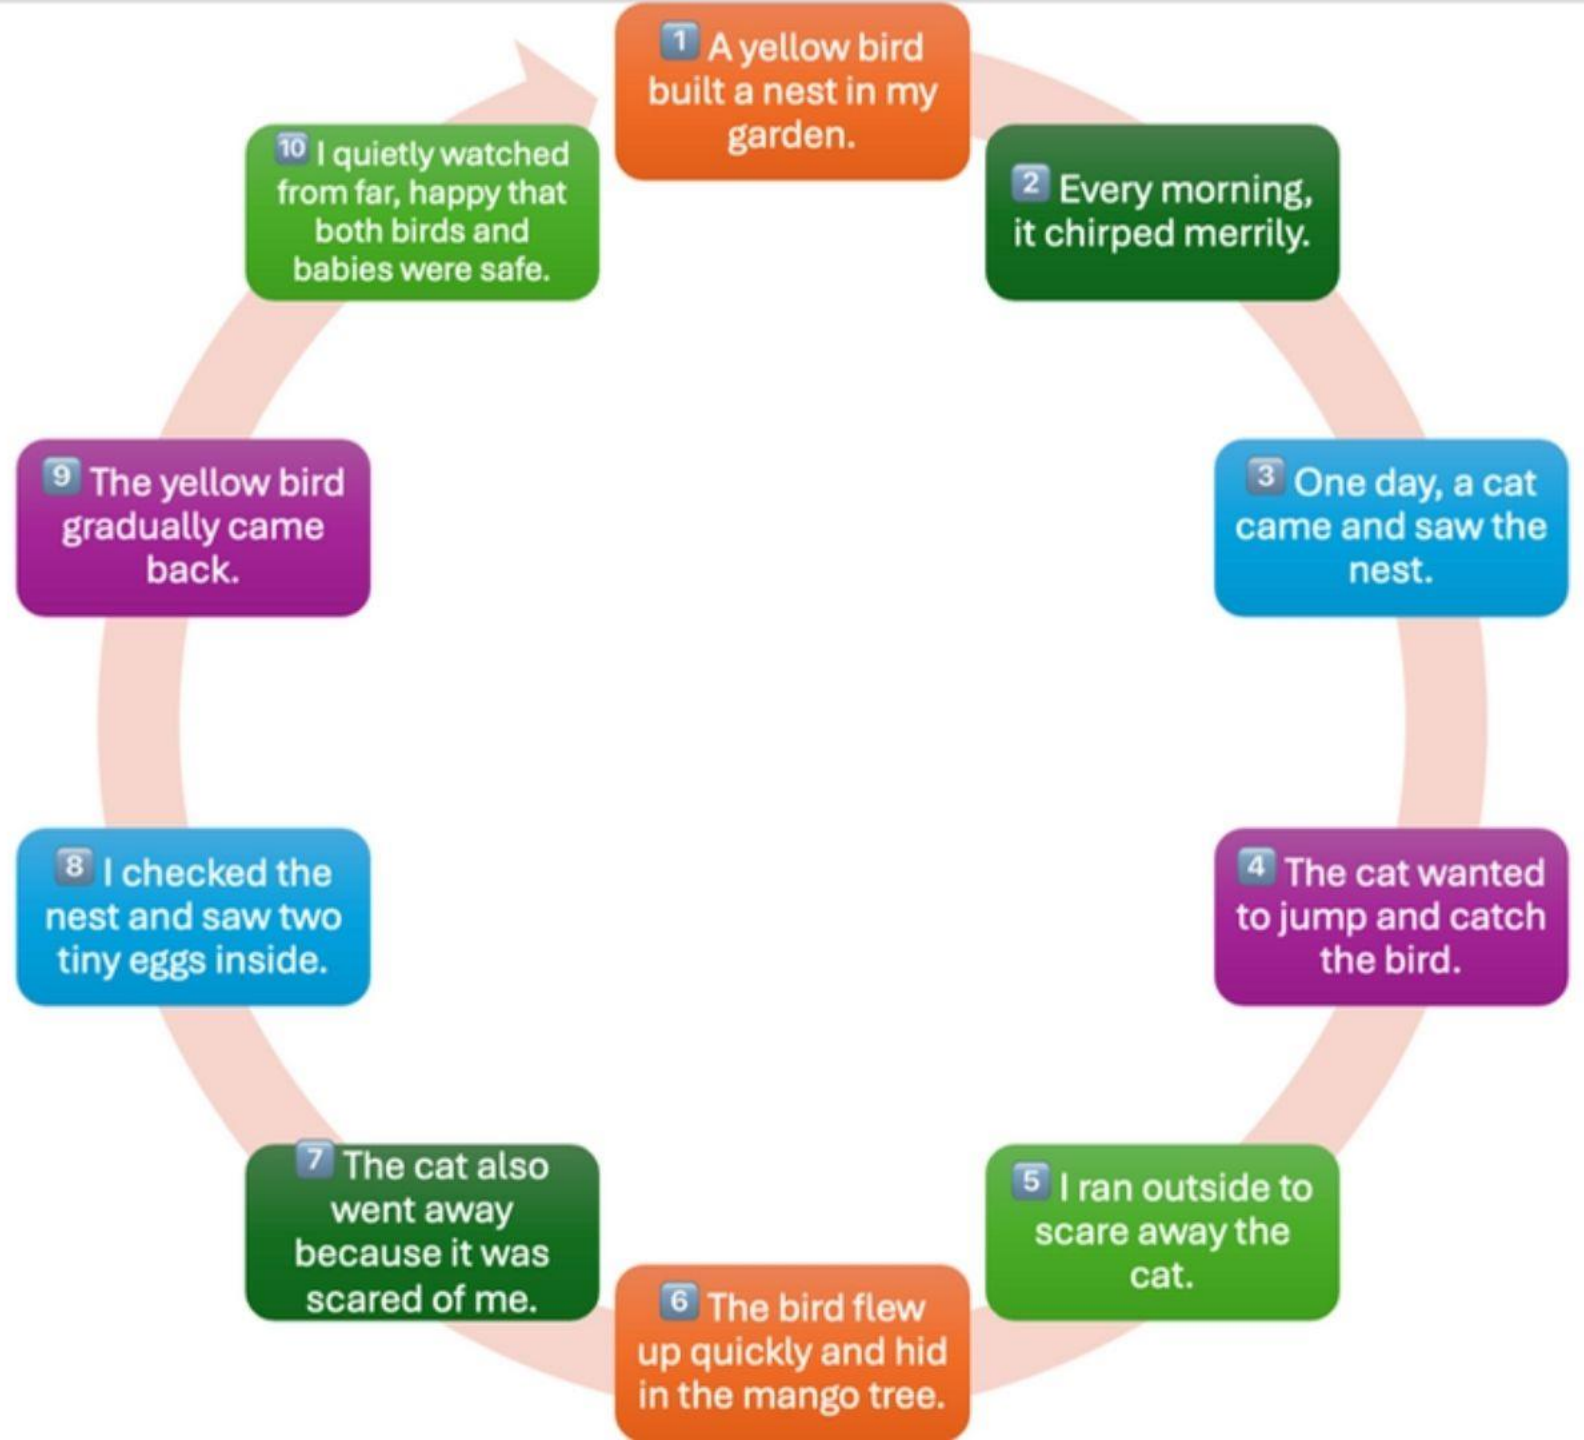 1 A yellow bird
built a nest in my
garden.
2 Every morning,
it chirped merrily.
3 One day, a cat
came and saw the
nest.
4 The cat wanted
to jump and catch
the bird.
5 I ran outside to
scare away the
cat.
6 The bird flew
up quickly and hid
in the mango tree.
7 The cat also
went away
because it was
scared of me.
8 I checked the
nest and saw two
tiny eggs inside.
9 The yellow bird
gradually came
back.
10 I quietly watched
from far, happy that
both birds and
babies were safe.